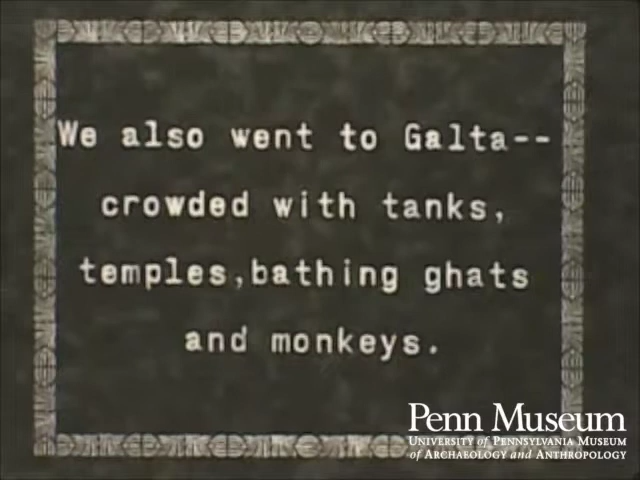 We also went to Galta--
crowded with tanks,
temples,bathing ghats
and monkeys.
Penn Museum
UNIVERSITY of PENNSYLVANIA MUSEUM
of ARCHAEOLOGY and ANTHROPOLOGY